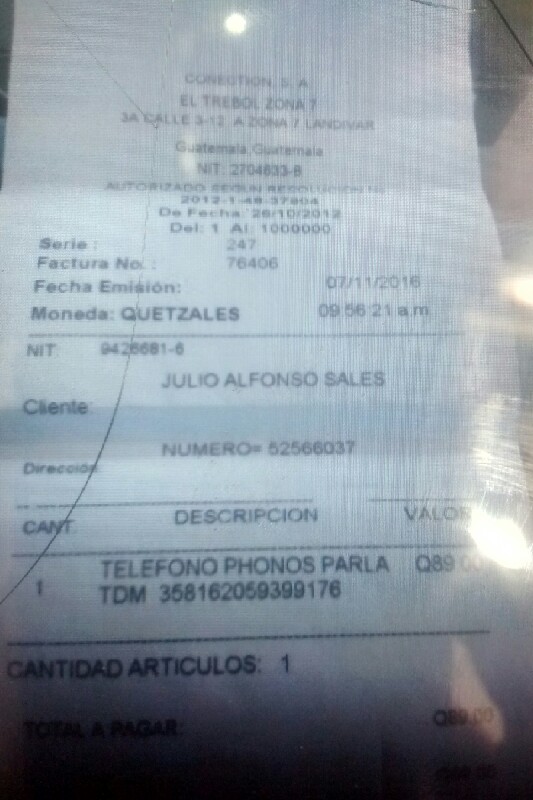 CONECTION, S. A.
EL TREBOL ZONA 7
3A CALLE 3-12 A ZONA 7 LANDIVAR
Guatemala, Guatemala
NIT: 2704833-8
AUTORIZADO SEGUN RESOLUCION No.
2012-1-48-37804
De Fecha 26/10/2012
Del: 1 Al: 1000000
Serie : 247
Factura No. : 76406
Fecha Emisión: 07/11/2016
Moneda: QUETZALES 09:56:21 a.m.
NIT: 9426681-6
JULIO ALFONSO SALES
Cliente:
NUMERO= 52566037
Dirección:
CANT. DESCRIPCION VALOR
1 TELEFONO PHONOS PARLA Q89.00
TDM 358162059399176
CANTIDAD ARTICULOS: 1
TOTAL A PAGAR: Q89.00